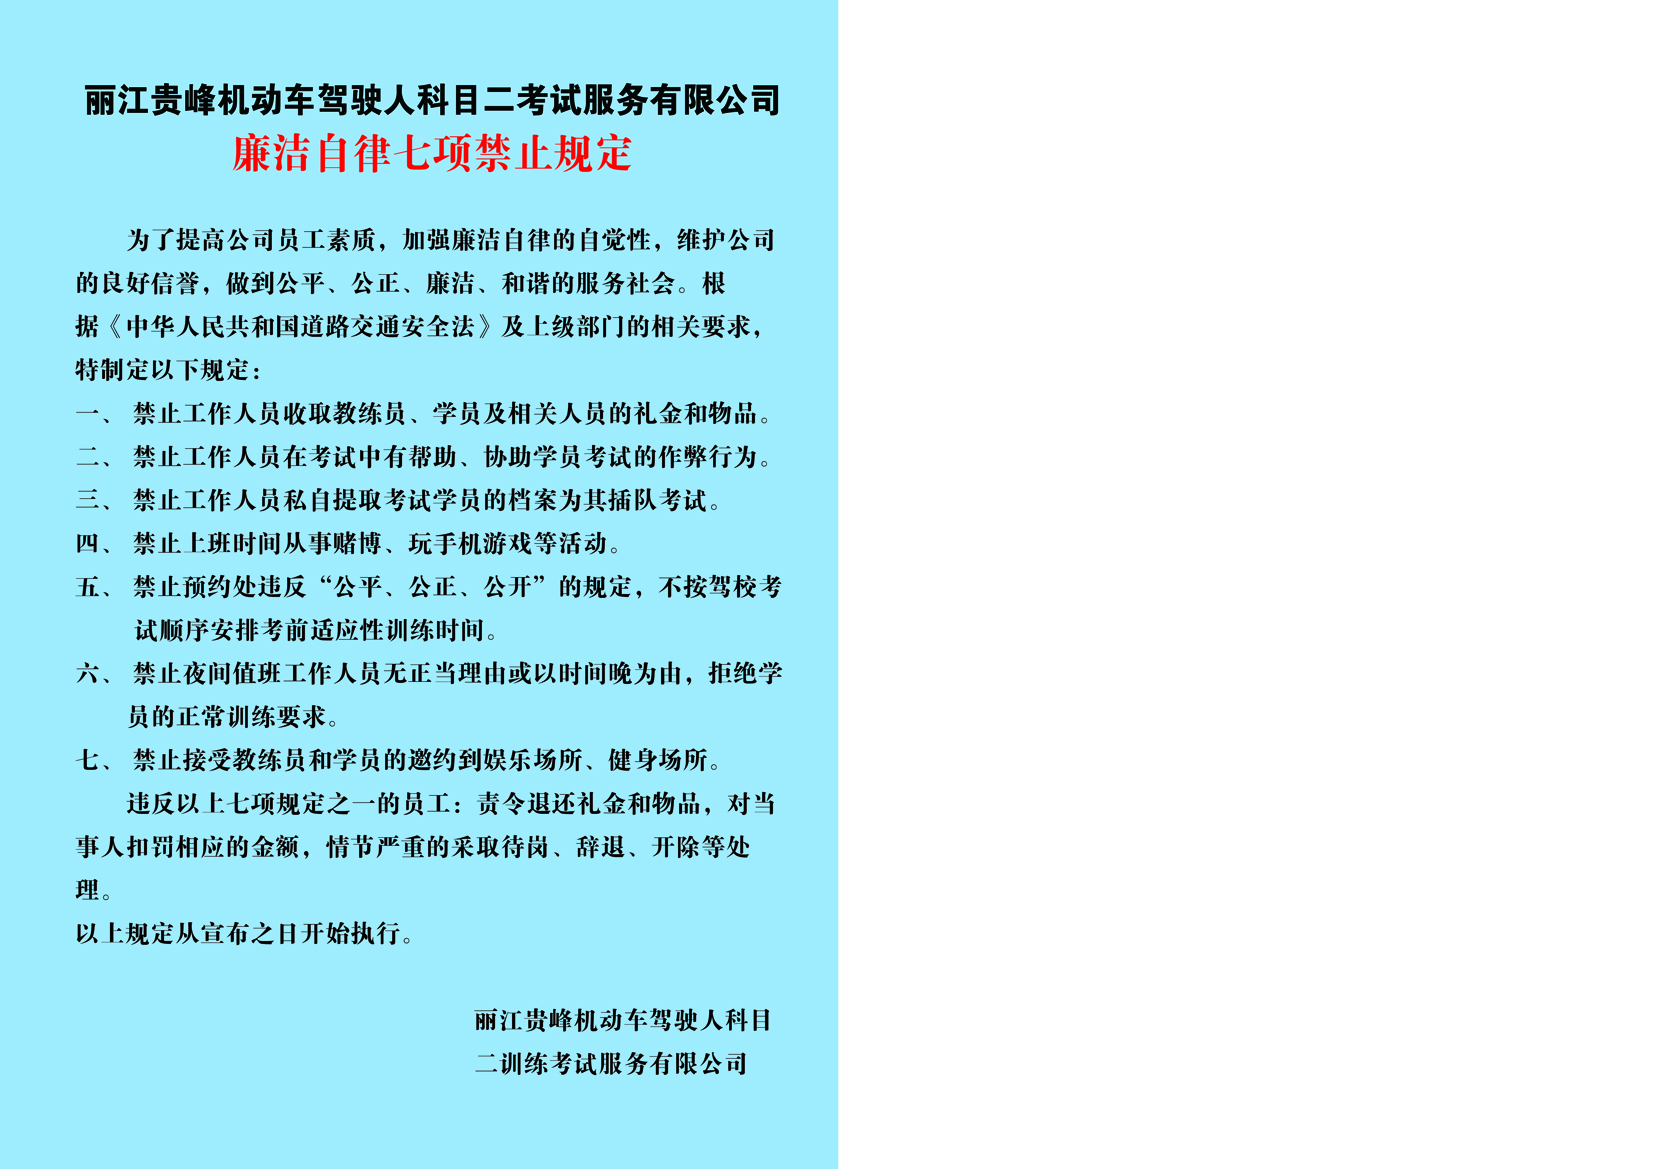 丽江贵峰机动车驾驶人科目二考试服务有限公司
廉洁自律七项禁止规定
为了提高公司员工素质，加强廉洁自律的自觉性，维护公司
的良好信誉，做到公平、公正、廉洁、和谐的服务社会。根
据《中华人民共和国道路交通安全法》及上级部门的相关要求，
特制定以下规定：
一、 禁止工作人员收取教练员、学员及相关人员的礼金和物品。
二、 禁止工作人员在考试中有帮助、协助学员考试的作弊行为。
三、 禁止工作人员私自提取考试学员的档案为其插队考试。
四、 禁止上班时间从事赌博、玩手机游戏等活动。
五、 禁止预约处违反“公平、公正、公开”的规定，不按驾校考
试顺序安排考前适应性训练时间。
六、 禁止夜间值班工作人员无正当理由或以时间晚为由，拒绝学
员的正常训练要求。
七、 禁止接受教练员和学员的邀约到娱乐场所、健身场所。
违反以上七项规定之一的员工：责令退还礼金和物品，对当
事人扣罚相应的金额，情节严重的采取待岗、辞退、开除等处
理。
以上规定从宣布之日开始执行。
丽江贵峰机动车驾驶人科目
二训练考试服务有限公司